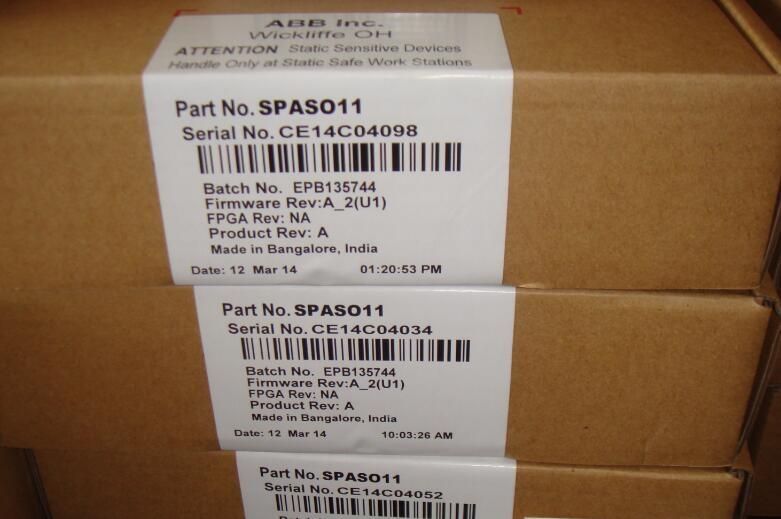 ABB Inc.
Wickliffe OH
ATTENTION Static Sensitive Devices
Handle Only at Static Safe Work Stations
Part No. SPASO11
Serial No. CE14C04098
Batch No. EPB135744
Firmware Rev:A_2(U1)
FPGA Rev: NA
Product Rev: A
Made in Bangalore, India
Date: 12 Mar 14 01:20:53 PM
Part No. SPASO11
Serial No. CE14C04034
Batch No. EPB135744
Firmware Rev:A_2(U1)
FPGA Rev: NA
Product Rev: A
Made in Bangalore, India
Date: 12 Mar 14 10:03:26 AM
Part No. SPASO11
Serial No. CE14C04052